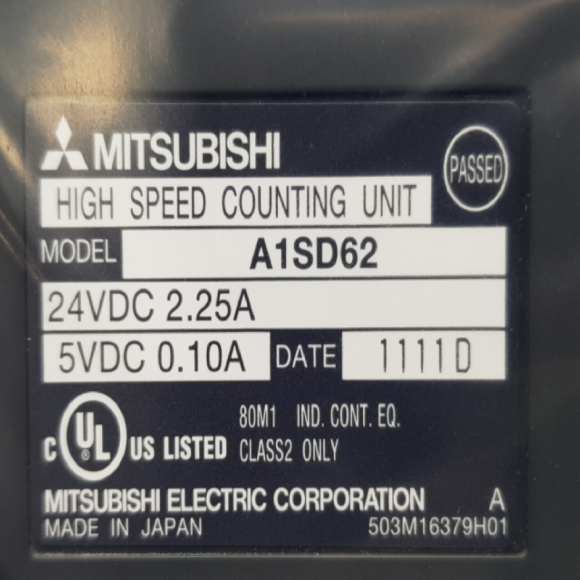 MITSUBISHI
PASSED
HIGH SPEED COUNTING UNIT
MODEL A1SD62
24VDC 2.25A
5VDC 0.10A DATE 1111D
C UL ® US LISTED
80M1 IND. CONT. EQ.
CLASS2 ONLY
MITSUBISHI ELECTRIC CORPORATION A
MADE IN JAPAN 503M16379H01